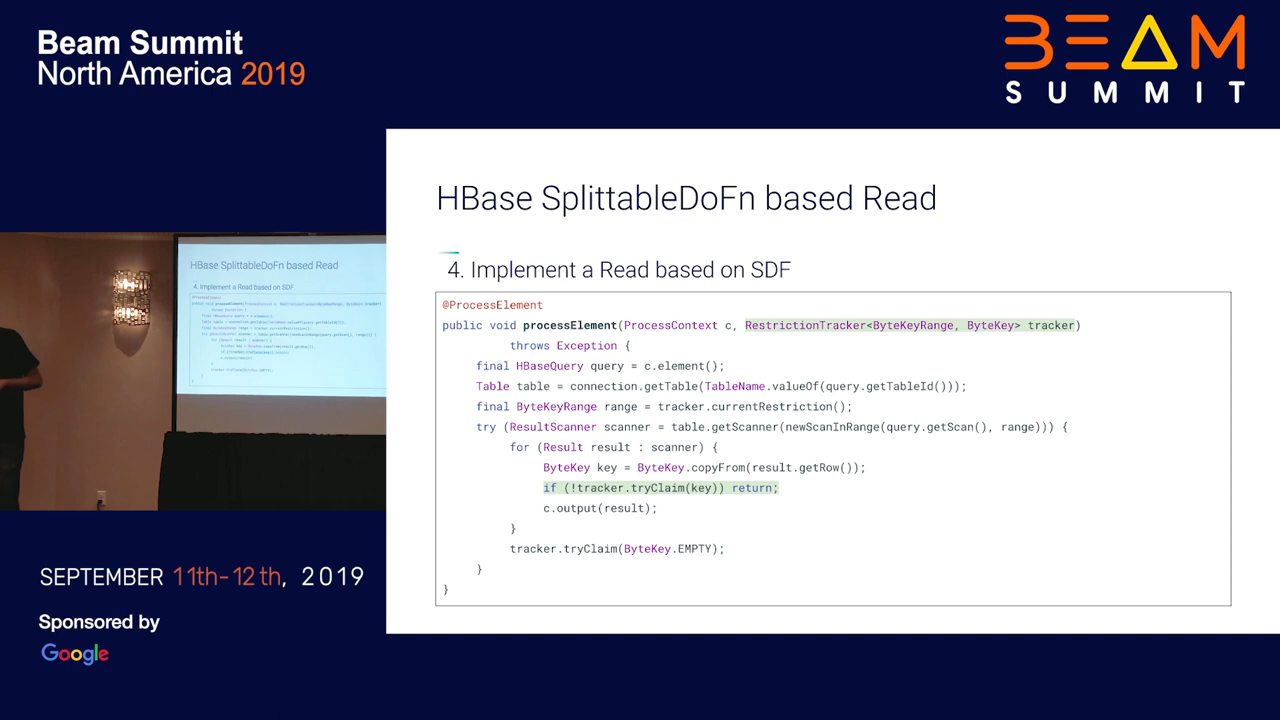 Beam Summit
North America 2019
BEAM
SUMMIT
HBase SplittableDoFn based Read
4. Implement a Read based on SDF
@ProcessElement
public void processElement(ProcessContext c, RestrictionTracker<ByteKeyRange, ByteKey> tracker)
throws Exception {
final HBaseQuery query = c.element();
Table table = connection.getTable(TableName.valueOf(query.getTableId()));
final ByteKeyRange range = tracker.currentRestriction();
try (ResultScanner scanner = table.getScanner(newScanInRange(query.getScan(), range))) {
for (Result result : scanner) {
ByteKey key = ByteKey.copyFrom(result.getRow());
if (!tracker.tryClaim(key)) return;
c.output(result);
}
tracker.tryClaim(ByteKey.EMPTY);
}
}
HBase SplittableDoFn based Read
4. Implement a Read based on SDF
SEPTEMBER 11th-12th, 2019
Sponsored by
Google